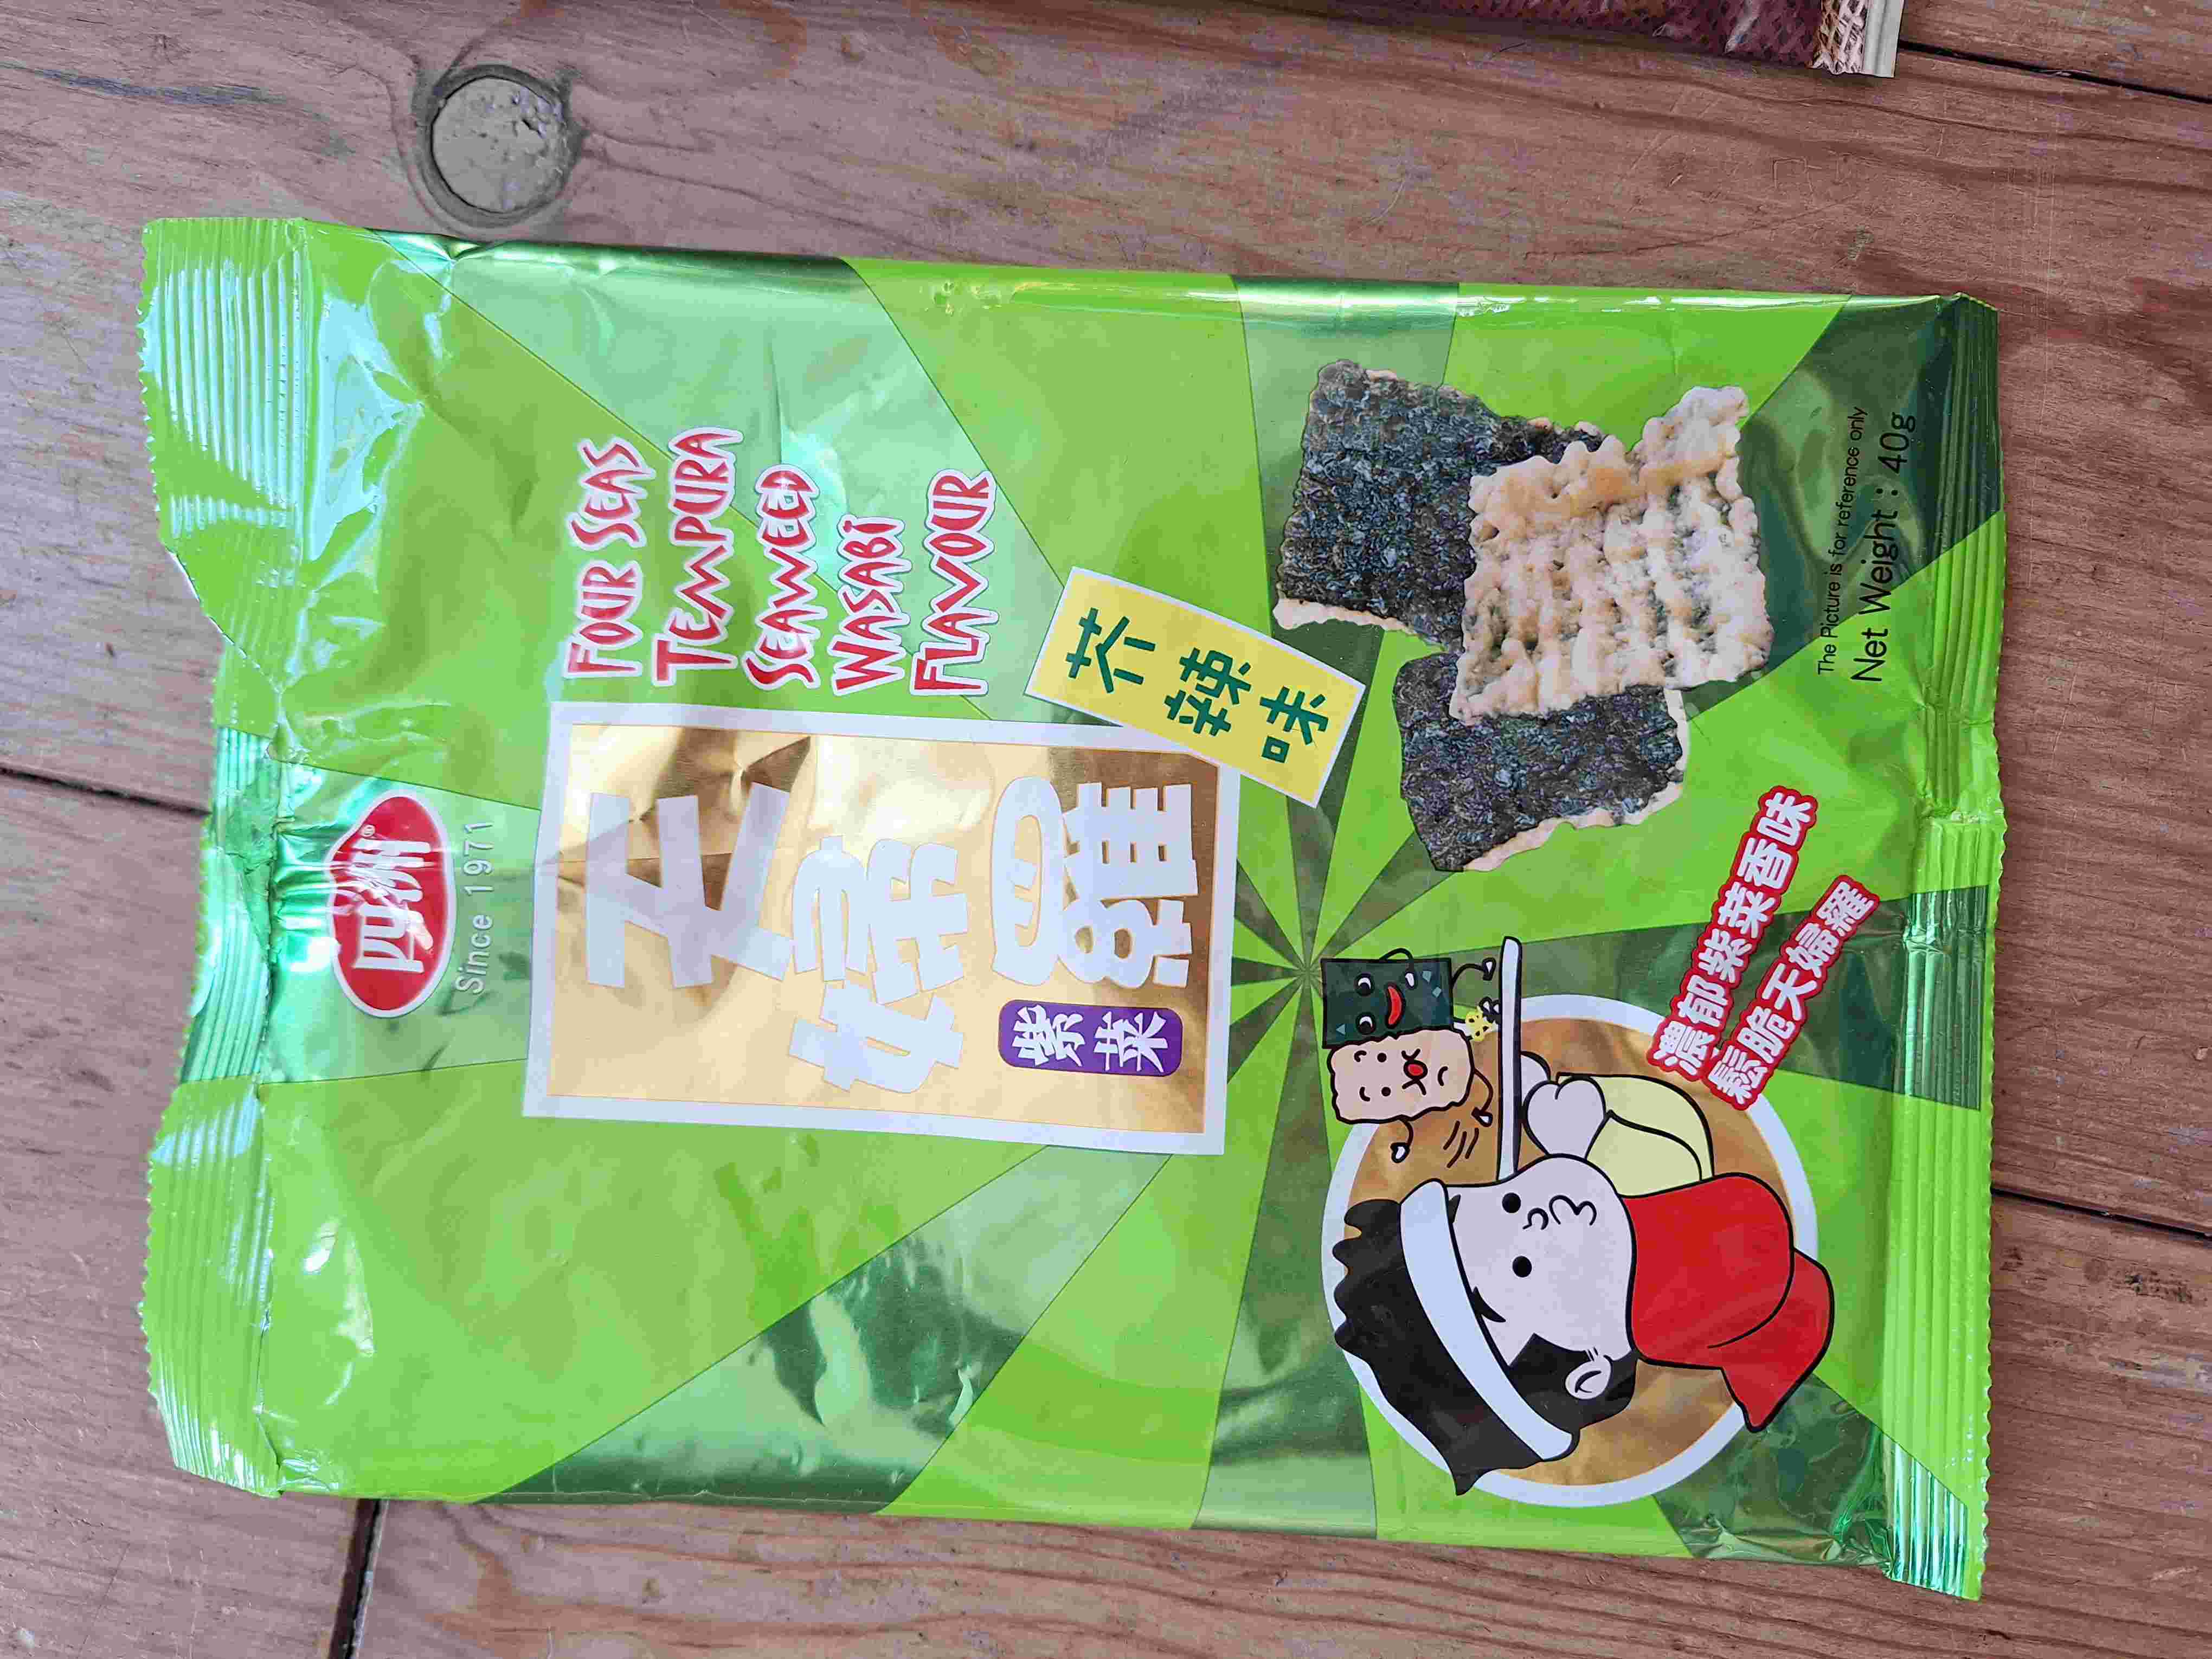 四洲®
Since 1971
天婦羅
紫菜
FOUR SEAS
TEMPURA
SEAWEED
WASABI
FLAVOUR
芥辣味
濃郁紫菜香味
鬆脆天婦羅
The Picture is for reference only
Net Weight : 40g